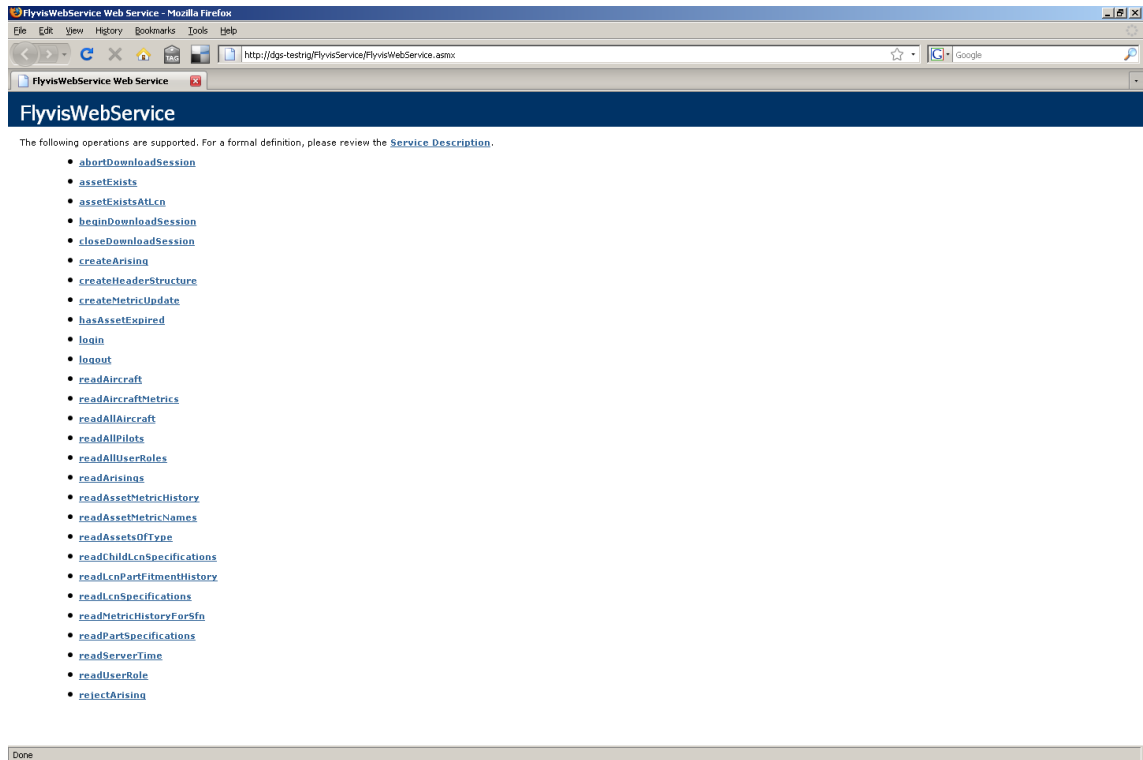 FlyvisWebService Web Service - Mozilla Firefox
File Edit View History Bookmarks Tools Help
TAG http://dgs-testrig/FlyvisService/FlyvisWebService.asmx G Google
FlyvisWebService Web Service
FlyvisWebService
The following operations are supported. For a formal definition, please review the Service Description.
abortDownloadSession
assetExists
assetExistsAtLcn
beginDownloadSession
closeDownloadSession
createArising
createHeaderStructure
createMetricUpdate
hasAssetExpired
login
logout
readAircraft
readAircraftMetrics
readAllAircraft
readAllPilots
readAllUserRoles
readArisings
readAssetMetricHistory
readAssetMetricNames
readAssetsOfType
readChildLcnSpecifications
readLcnPartFitmentHistory
readLcnSpecifications
readMetricHistoryForSfn
readPartSpecifications
readServerTime
readUserRole
rejectArising
Done